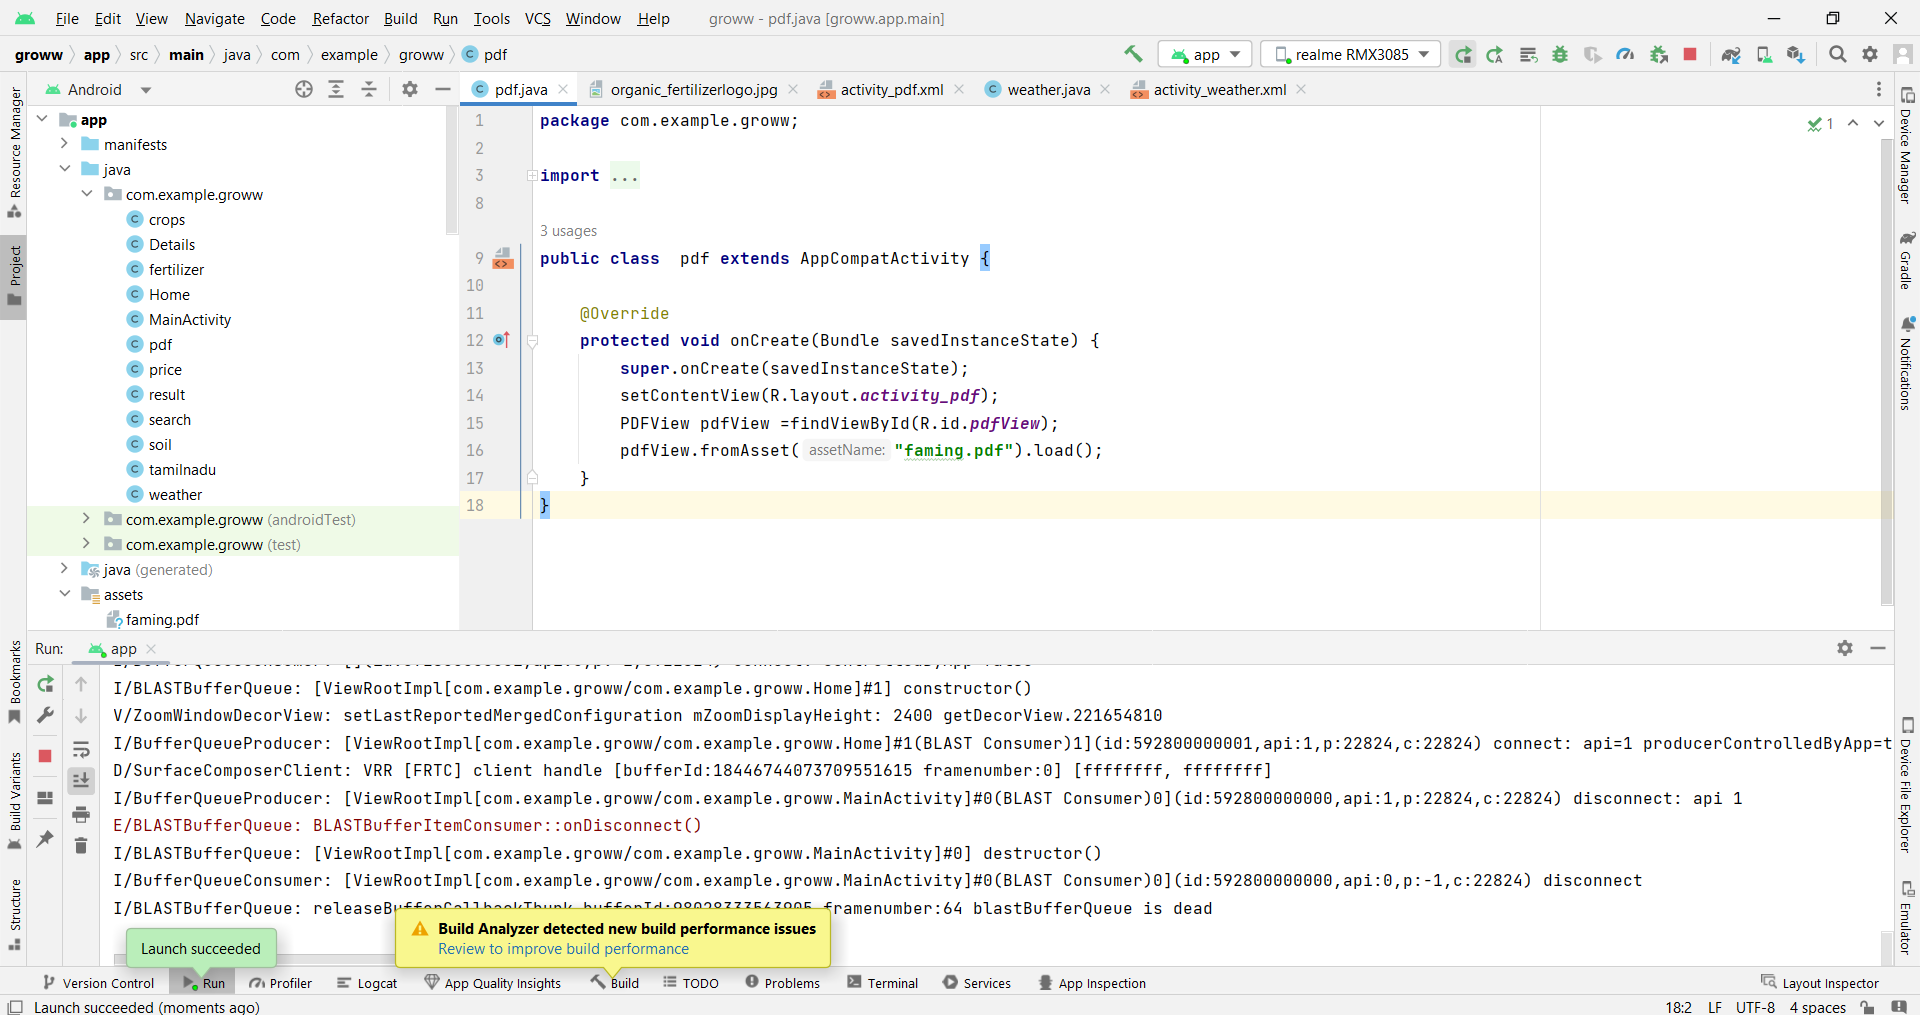 File Edit View Navigate Code Refactor Build Run Tools VCS Window Help groww - pdf.java [groww.app.main]
groww app src main java com example groww pdf app realme RMX3085
Android
pdf.java organic_fertilizerlogo.jpg activity_pdf.xml weather.java activity_weather.xml
Resource Manager
Project
Bookmarks
Build Variants
Structure
app
manifests
java
com.example.groww
crops
Details
fertilizer
Home
MainActivity
pdf
price
result
search
soil
tamilnadu
weather
com.example.groww (androidTest)
com.example.groww (test)
java (generated)
assets
faming.pdf
1 package com.example.groww;
2
3 import ...
8
3 usages
9 public class  pdf extends AppCompatActivity {
10
11 @Override
12 protected void onCreate(Bundle savedInstanceState) {
13 super.onCreate(savedInstanceState);
14 setContentView(R.layout.activity_pdf);
15 PDFView pdfView =findViewById(R.id.pdfView);
16 pdfView.fromAsset( assetName: "faming.pdf").load();
17 }
18 }
1
Device Manager
Gradle
Notifications
Device File Explorer
Emulator
Run: app
I/BLASTBufferQueue: [ViewRootImpl[com.example.groww/com.example.groww.Home]#1] constructor()
V/ZoomWindowDecorView: setLastReportedMergedConfiguration mZoomDisplayHeight: 2400 getDecorView.221654810
I/BufferQueueProducer: [ViewRootImpl[com.example.groww/com.example.groww.Home]#1(BLAST Consumer)1](id:592800000001,api:1,p:22824,c:22824) connect: api=1 producerControlledByApp=t
D/SurfaceComposerClient: VRR [FRTC] client handle [bufferId:18446744073709551615 framenumber:0] [ffffffff, ffffffff]
I/BufferQueueProducer: [ViewRootImpl[com.example.groww/com.example.groww.MainActivity]#0(BLAST Consumer)0](id:592800000000,api:1,p:22824,c:22824) disconnect: api 1
E/BLASTBufferQueue: BLASTBufferItemConsumer::onDisconnect()
I/BLASTBufferQueue: [ViewRootImpl[com.example.groww/com.example.groww.MainActivity]#0] destructor()
I/BufferQueueConsumer: [ViewRootImpl[com.example.groww/com.example.groww.MainActivity]#0(BLAST Consumer)0](id:592800000000,api:0,p:-1,c:22824) disconnect
I/BLASTBufferQueue: framenumber:64 blastBufferQueue is dead
Build Analyzer detected new build performance issues
Review to improve build performance
Launch succeeded
Version Control Run Profiler Logcat App Quality Insights Build TODO Problems Terminal Services App Inspection Layout Inspector
Launch succeeded (moments ago) 18:2 LF UTF-8 4 spaces